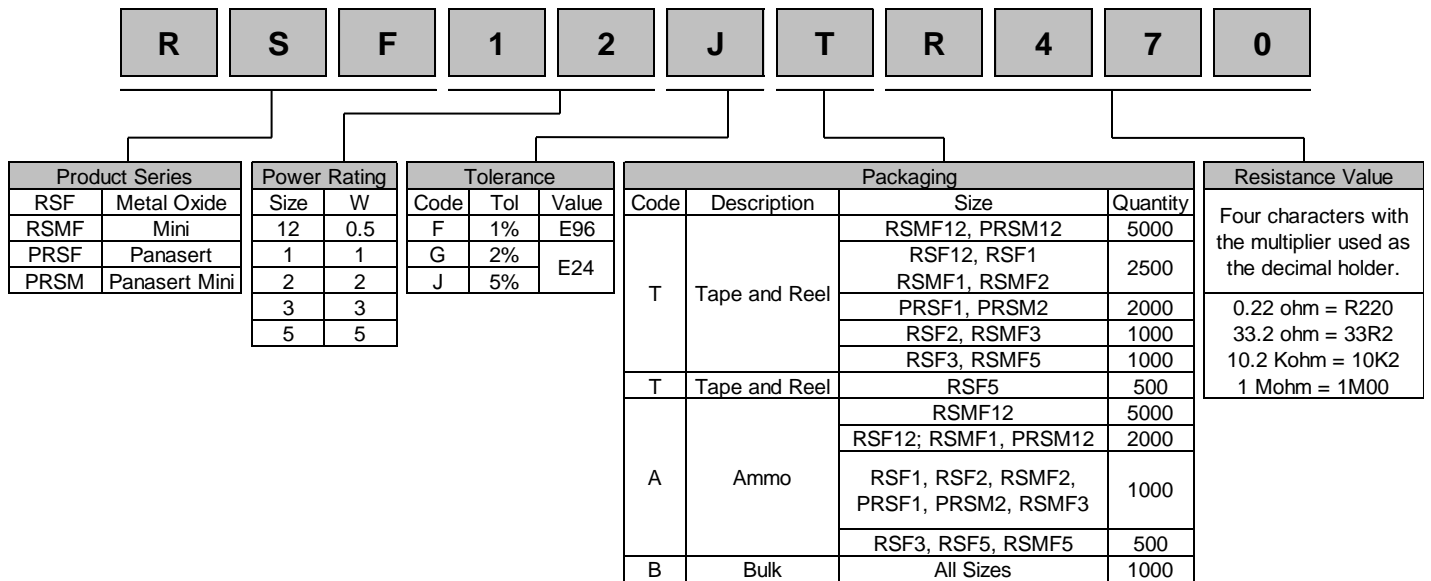 R S F 1 2 J T R 4 7 0
Product Series
RSF Metal Oxide
RSMF Mini
PRSF Panasert
PRSM Panasert Mini
Power Rating
Size W
12 0.5
1 1
2 2
3 3
5 5
Tolerance
Code Tol Value
F 1% E96
G 2% E24
J 5%
Packaging
Code Description Size Quantity
T Tape and Reel
RSMF12, PRSM12 5000
RSF12, RSF1
RSMF1, RSMF2
2500
PRSF1, PRSM2 2000
RSF2, RSMF3 1000
RSF3, RSMF5 1000
T Tape and Reel RSF5 500
A Ammo
RSMF12 5000
RSF12; RSMF1, PRSM12 2000
RSF1, RSF2, RSMF2,
PRSF1, PRSM2, RSMF3
1000
RSF3, RSF5, RSMF5 500
B Bulk All Sizes 1000
Resistance Value
Four characters with
the multiplier used as
the decimal holder.
0.22 ohm = R220
33.2 ohm = 33R2
10.2 Kohm = 10K2
1 Mohm = 1M00